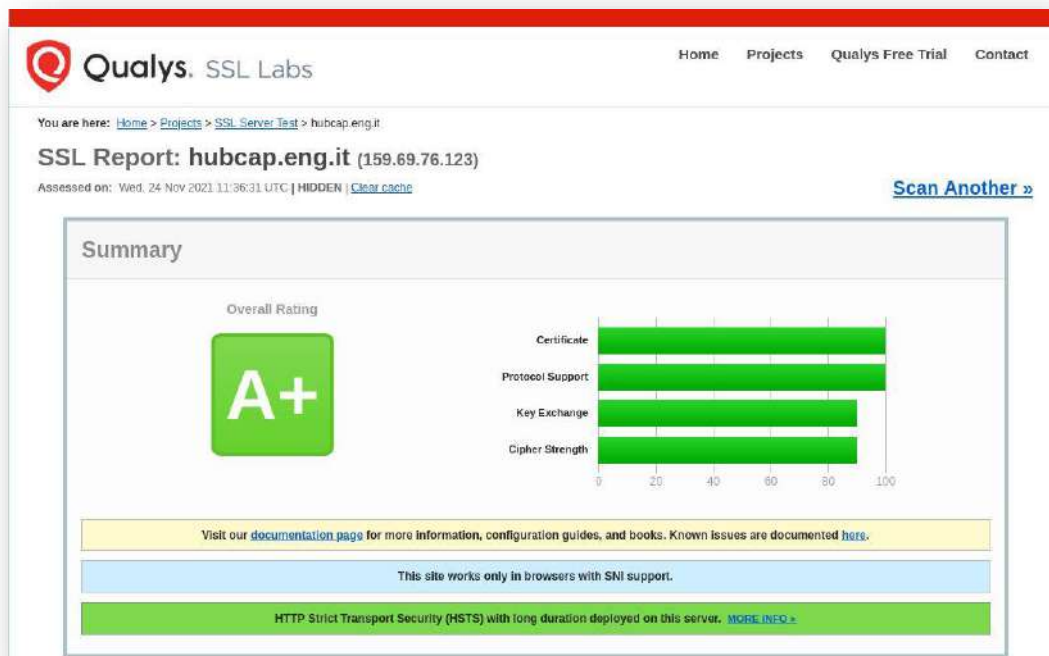 Qualys. SSL Labs
Home Projects Qualys Free Trial Contact
You are here: Home > Projects > SSL Server Test > hubcap.eng.it
SSL Report: hubcap.eng.it (159.69.76.123)
Assessed on: Wed, 24 Nov 2021 11:36:31 UTC | HIDDEN | Clear cache
Scan Another »
Summary
Overall Rating
A+
Certificate
Protocol Support
Key Exchange
Cipher Strength
0 20 40 60 80 100
Visit our documentation page for more information, configuration guides, and books. Known issues are documented here.
This site works only in browsers with SNI support.
HTTP Strict Transport Security (HSTS) with long duration deployed on this server. MORE INFO »